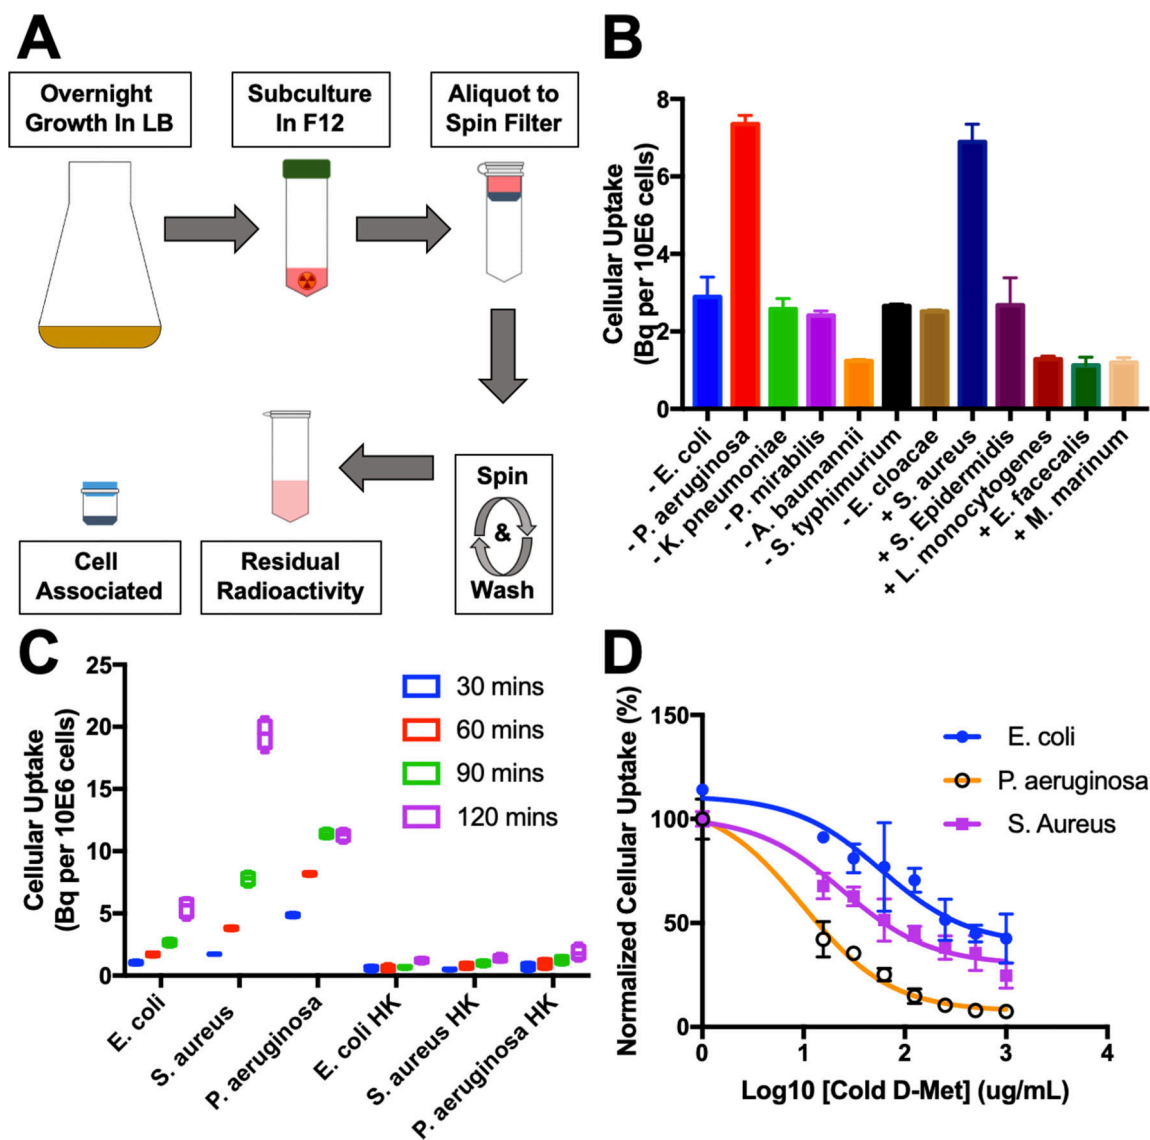 A
Overnight
Growth In LB
Subculture
In F12
Aliquot to
Spin Filter
Spin
&
Wash
Residual
Radioactivity
Cell
Associated
B
Cellular Uptake
(Bq per 10E6 cells)
8
6
4
2
0
- E. coli
- P. aeruginosa
- K. pneumoniae
- P. mirabilis
- A. baumannii
- S. typhimurium
- E. cloacae
+ S. aureus
+ S. Epidermidis
+ L. monocytogenes
+ E. facecalis
+ M. marinum
C
Cellular Uptake
(Bq per 10E6 cells)
25
20
15
10
5
0
30 mins
60 mins
90 mins
120 mins
E. coli
S. aureus
P. aeruginosa
E. coli HK
S. aureus HK
P. aeruginosa HK
D
Normalized Cellular Uptake (%)
150
100
50
0
E. coli
P. aeruginosa
S. Aureus
0
1
2
3
4
Log10 [Cold D-Met] (ug/mL)